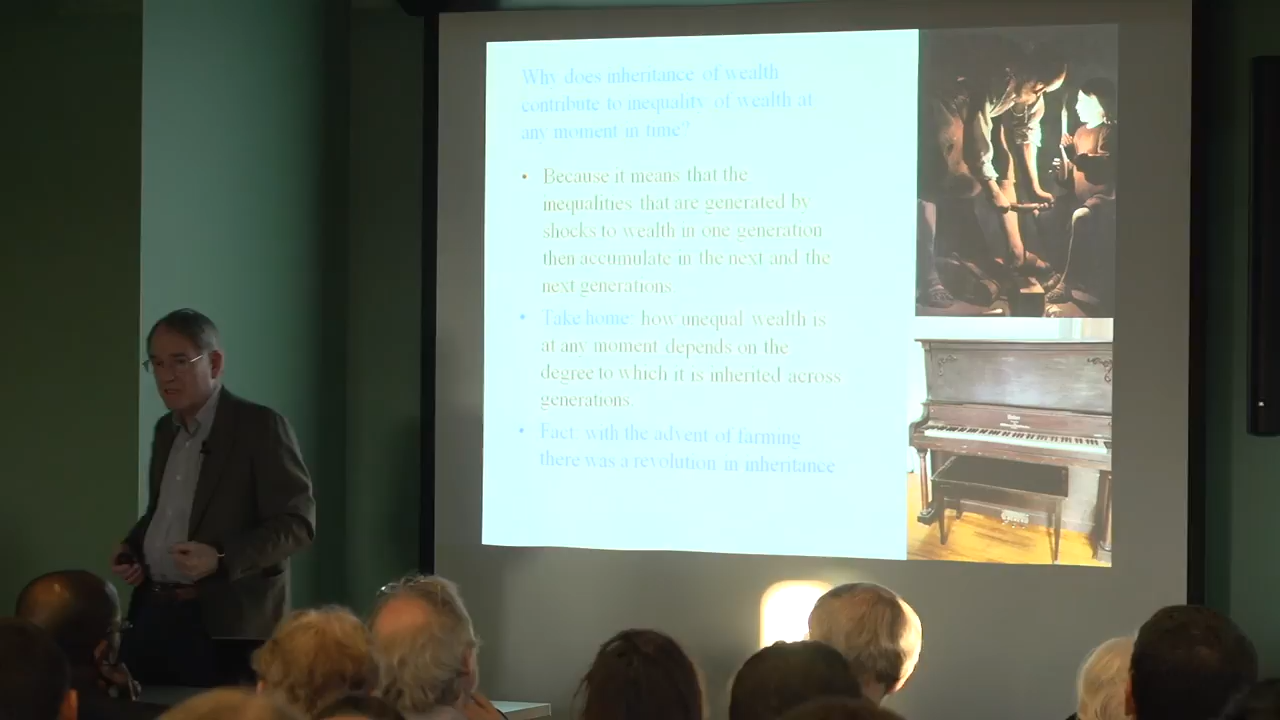 Why does inheritance of wealth
contribute to inequality of wealth at
any moment in time?
• Because it means that the
inequalities that are generated by
shocks to wealth in one generation
then accumulate in the next and the
next generations.
• Take home: how unequal wealth is
at any moment depends on the
degree to which it is inherited across
generations.
• Fact: with the advent of farming
there was a revolution in inheritance